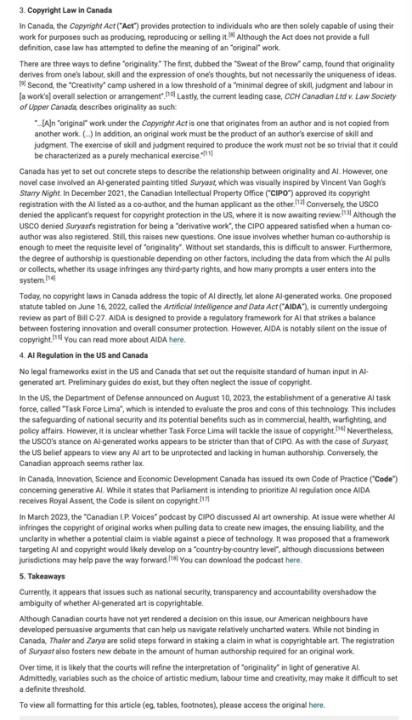 3. Copyright Law in Canada
In Canada, the Copyright Act ("Act") provides protection to individuals who are then solely capable of using their
work for purposes such as producing, reproducing or selling it.[8] Although the Act does not provide a full
definition, case law has attempted to define the meaning of an "original" work.
There are three ways to define "originality." The first, dubbed the "Sweat of the Brow" camp, found that originality
derives from one's labour, skill and the expression of one's thoughts, but not necessarily the uniqueness of ideas.
[9] Second, the "Creativity" camp ushered in a low threshold of a "minimal degree of skill, judgment and labour in
[a work's] overall selection or arrangement".[10] Lastly, the current leading case, CCH Canadian Ltd v. Law Society
of Upper Canada, describes originality as such:
"...[A]n "original" work under the Copyright Act is one that originates from an author and is not copied from
another work. (...) In addition, an original work must be the product of an author's exercise of skill and
judgment. The exercise of skill and judgment required to produce the work must not be so trivial that it could
be characterized as a purely mechanical exercise."[11]
Canada has yet to set out concrete steps to describe the relationship between originality and AI. However, one
novel case involved an AI-generated painting titled Suryast, which was visually inspired by Vincent Van Gogh's
Starry Night. In December 2021, the Canadian Intellectual Property Office ("CIPO") approved its copyright
registration with the AI listed as a co-author, and the human applicant as the other.[12] Conversely, the USCO
denied the applicant's request for copyright protection in the US, where it is now awaiting review.[13] Although the
USCO denied Suryast's registration for being a "derivative work", the CIPO appeared satisfied when a human co-
author was also registered. Still, this raises new questions. One issue involves whether human co-authorship is
enough to meet the requisite level of "originality". Without set standards, this is difficult to answer. Furthermore,
the degree of authorship is questionable depending on other factors, including the data from which the AI pulls
or collects, whether its usage infringes any third-party rights, and how many prompts a user enters into the
system.[14]
Today, no copyright laws in Canada address the topic of AI directly, let alone AI-generated works. One proposed
statute tabled on June 16, 2022, called the Artificial Intelligence and Data Act ("AIDA"), is currently undergoing
review as part of Bill C-27. AIDA is designed to provide a regulatory framework for AI that strikes a balance
between fostering innovation and overall consumer protection. However, AIDA is notably silent on the issue of
copyright.[15] You can read more about AIDA here.
4. AI Regulation in the US and Canada
No legal frameworks exist in the US and Canada that set out the requisite standard of human input in AI-
generated art. Preliminary guides do exist, but they often neglect the issue of copyright.
In the US, the Department of Defense announced on August 10, 2023, the establishment of a generative AI task
force, called "Task Force Lima", which is intended to evaluate the pros and cons of this technology. This includes
the safeguarding of national security and its potential benefits such as in commercial, health, warfighting, and
policy affairs. However, it is unclear whether Task Force Lima will tackle the issue of copyright.[16] Nevertheless,
the USCO's stance on AI-generated works appears to be stricter than that of CIPO. As with the case of Suryast,
the US belief appears to view any AI art to be unprotected and lacking in human authorship. Conversely, the
Canadian approach seems rather lax.
In Canada, Innovation, Science and Economic Development Canada has issued its own Code of Practice ("Code")
concerning generative AI. While it states that Parliament is intending to prioritize AI regulation once AIDA
receives Royal Assent, the Code is silent on copyright.[17]
In March 2023, the "Canadian I.P. Voices" podcast by CIPO discussed AI art ownership. At issue were whether AI
infringes the copyright of original works when pulling data to create new images, the ensuing liability, and the
unclarity in whether a potential claim is viable against a piece of technology. It was proposed that a framework
targeting AI and copyright would likely develop on a "country-by-country level", although discussions between
jurisdictions may help pave the way forward.[18] You can download the podcast here.
5. Takeaways
Currently, it appears that issues such as national security, transparency and accountability overshadow the
ambiguity of whether AI-generated art is copyrightable.
Although Canadian courts have not yet rendered a decision on this issue, our American neighbours have
developed persuasive arguments that can help us navigate relatively uncharted waters. While not binding in
Canada, Thaler and Zarya are solid steps forward in staking a claim in what is copyrightable art. The registration
of Suryast also fosters new debate in the amount of human authorship required for an original work.
Over time, it is likely that the courts will refine the interpretation of "originality" in light of generative AI.
Admittedly, variables such as the choice of artistic medium, labour time and creativity, may make it difficult to set
a definite threshold.
To view all formatting for this article (eg, tables, footnotes), please access the original here.